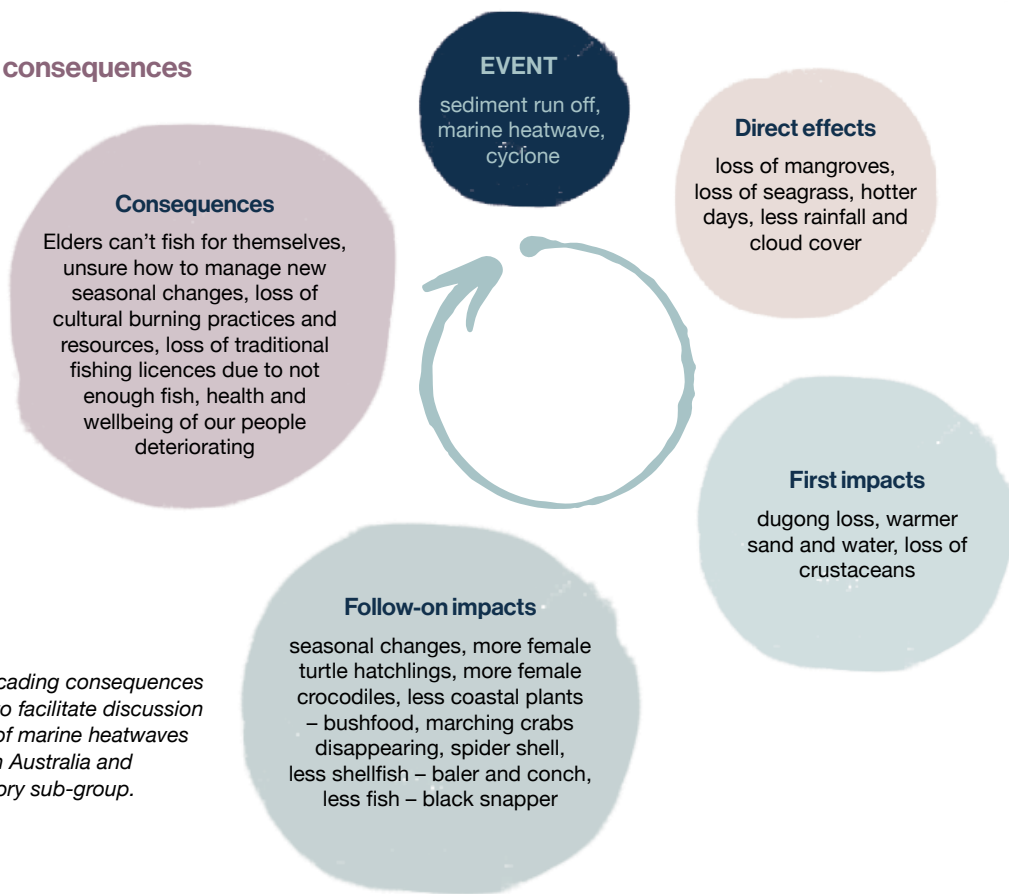 consequences
EVENT
sediment run off,
marine heatwave,
cyclone
Direct effects
loss of mangroves,
loss of seagrass, hotter
days, less rainfall and
cloud cover
First impacts
dugong loss, warmer
sand and water, loss of
crustaceans
Follow-on impacts
seasonal changes, more female
turtle hatchlings, more female
crocodiles, less coastal plants
– bushfood, marching crabs
disappearing, spider shell,
less shellfish – baler and conch,
less fish – black snapper
Consequences
Elders can’t fish for themselves,
unsure how to manage new
seasonal changes, loss of
cultural burning practices and
resources, loss of traditional
fishing licences due to not
enough fish, health and
wellbeing of our people
deteriorating
cading consequences
to facilitate discussion
of marine heatwaves
n Australia and
ory sub-group.